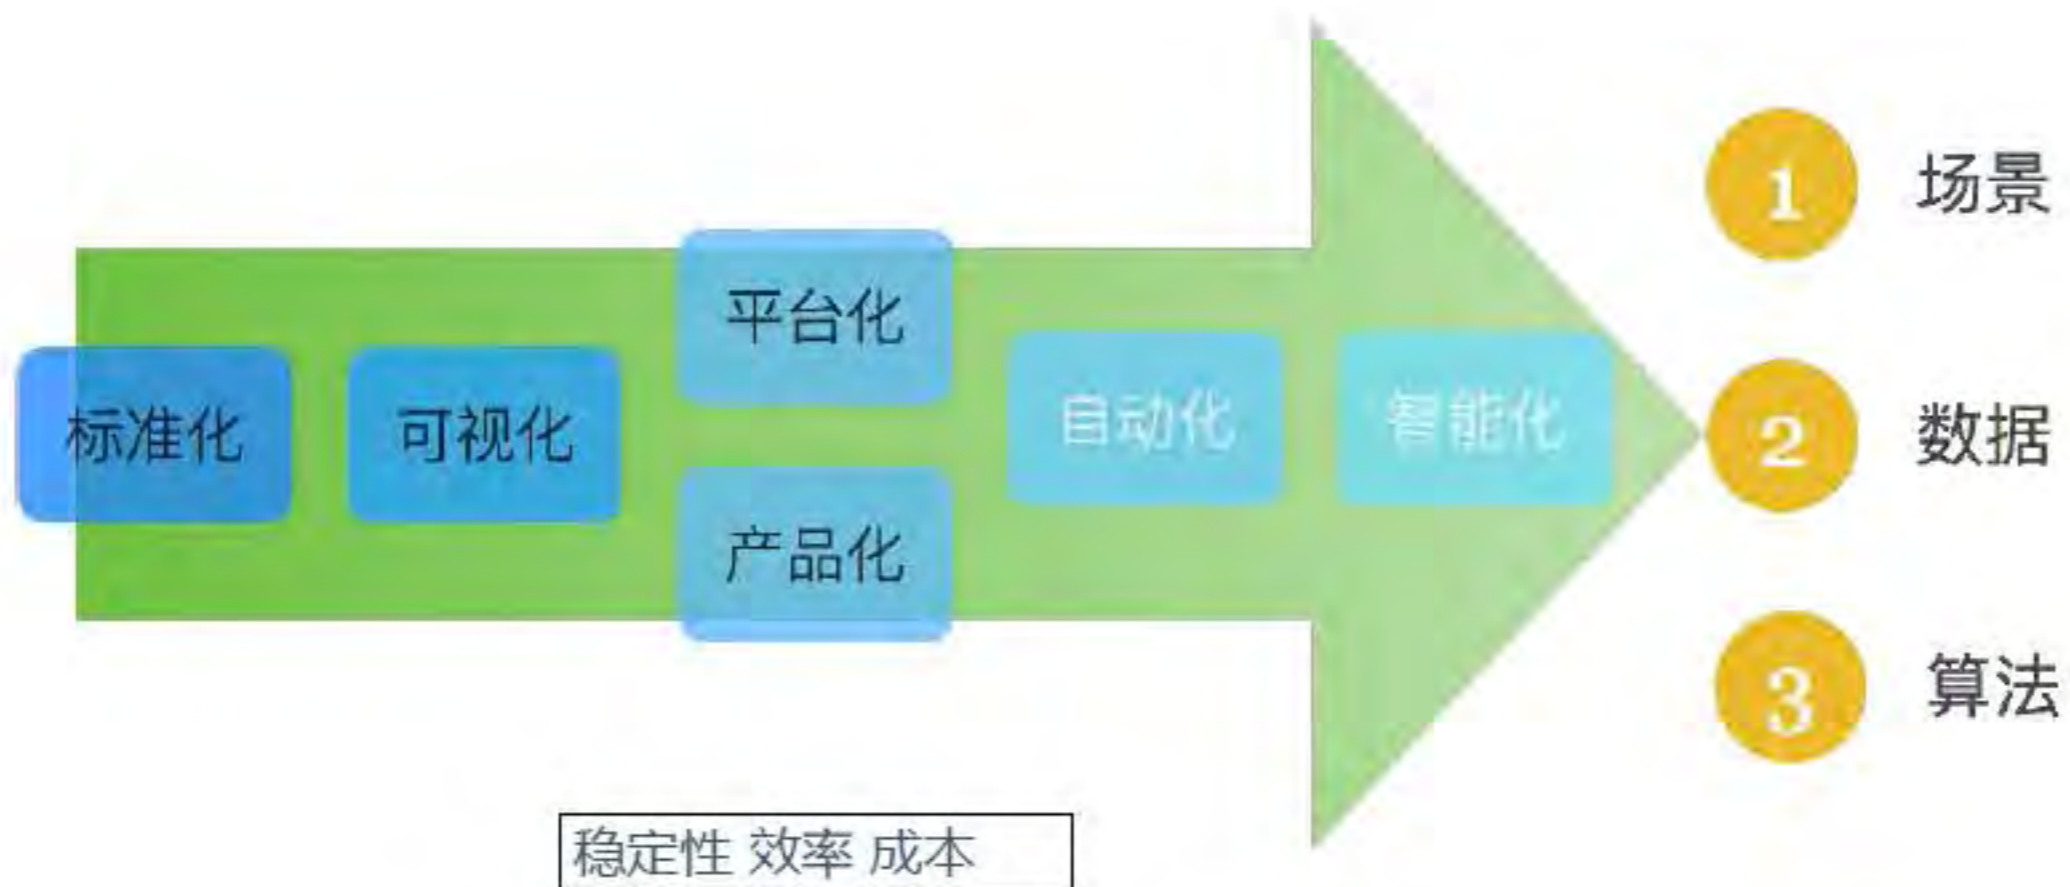 标准化
可视化
平台化
产品化
自动化
智能化
1 场景
2 数据
3 算法
稳定性 效率 成本